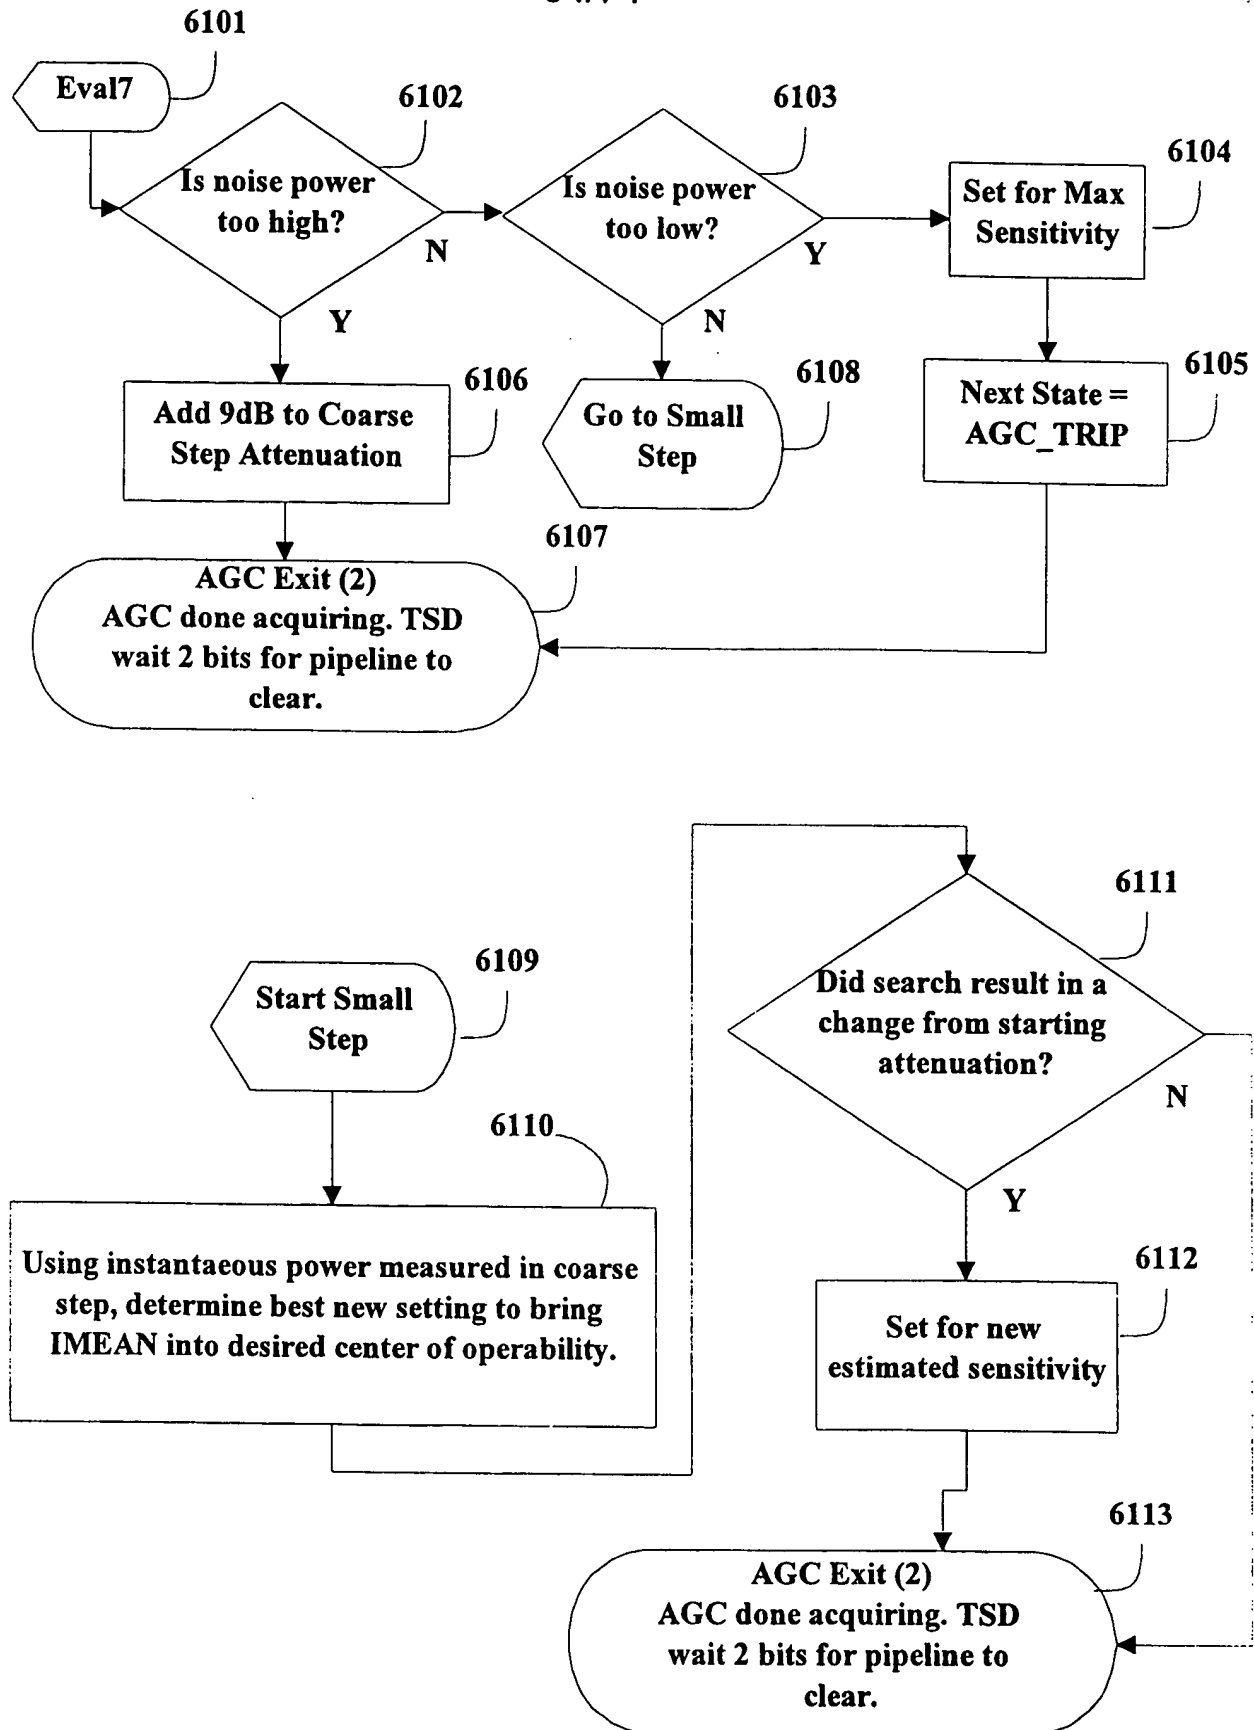 6101
Eval7
6102
Is noise power
too high?
N
Y
6103
Is noise power
too low?
Y
N
6104
Set for Max
Sensitivity
6105
Next State =
AGC_TRIP
6106
Add 9dB to Coarse
Step Attenuation
6108
Go to Small
Step
6107
AGC Exit (2)
AGC done acquiring. TSD
wait 2 bits for pipeline to
clear.
6109
Start Small
Step
6110
Using instantaeous power measured in coarse
step, determine best new setting to bring
IMEAN into desired center of operability.
6111
Did search result in a
change from starting
attenuation?
N
Y
6112
Set for new
estimated sensitivity
6113
AGC Exit (2)
AGC done acquiring. TSD
wait 2 bits for pipeline to
clear.